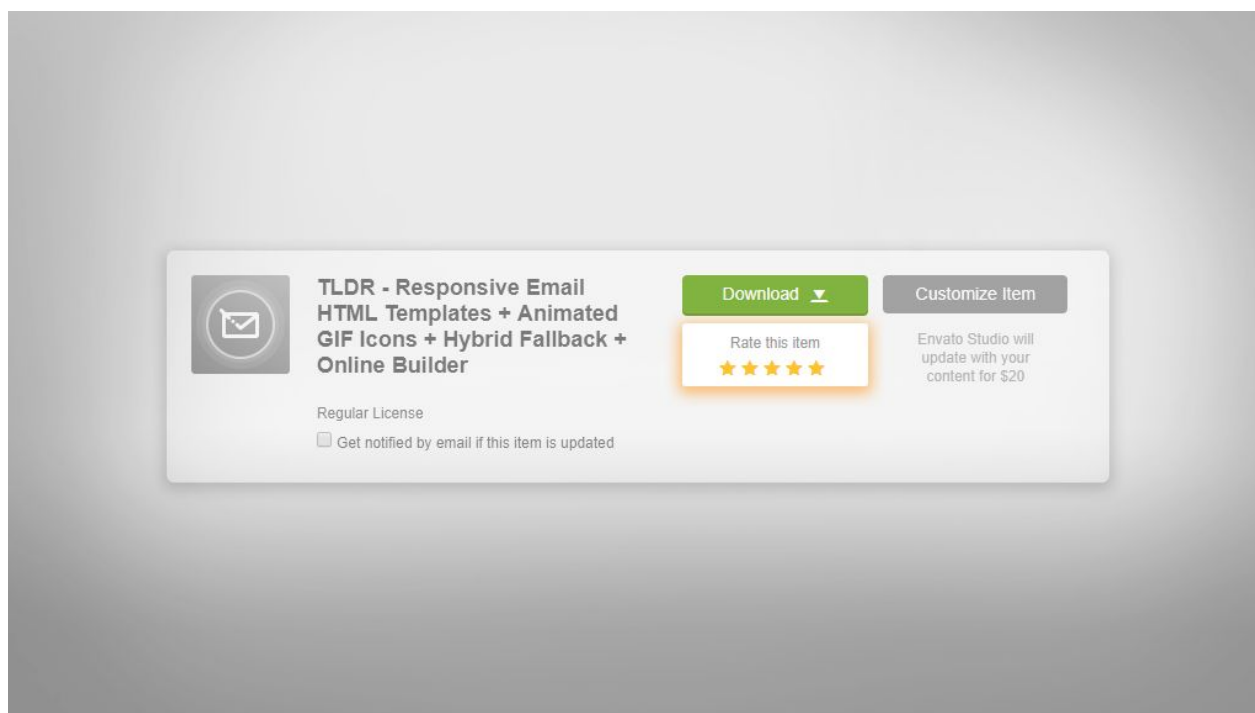 TLDR - Responsive Email
HTML Templates + Animated
GIF Icons + Hybrid Fallback +
Online Builder
Regular License
Get notified by email if this item is updated
Download
Rate this item
Customize Item
Envato Studio will
update with your
content for $20